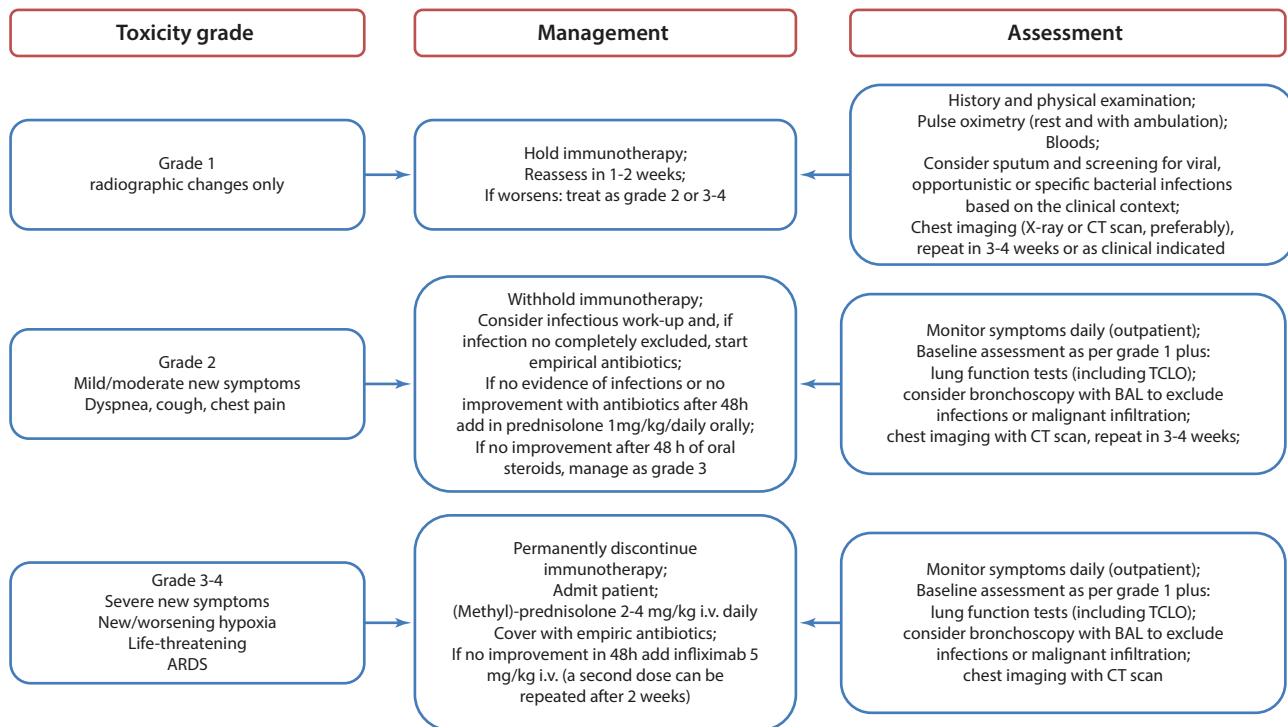 Toxicity grade
Management
Assessment
Grade 1
radiographic changes only
Hold immunotherapy;
Reassess in 1-2 weeks;
If worsens: treat as grade 2 or 3-4
History and physical examination;
Pulse oximetry (rest and with ambulation);
Bloods;
Consider sputum and screening for viral,
opportunistic or specific bacterial infections
based on the clinical context;
Chest imaging (X-ray or CT scan, preferably),
repeat in 3-4 weeks or as clinical indicated
Grade 2
Mild/moderate new symptoms
Dyspnea, cough, chest pain
Withhold immunotherapy;
Consider infectious work-up and, if
infection no completely excluded, start
empirical antibiotics;
If no evidence of infections or no
improvement with antibiotics after 48h
add in prednisolone 1mg/kg/daily orally;
If no improvement after 48 h of oral
steroids, manage as grade 3
Monitor symptoms daily (outpatient);
Baseline assessment as per grade 1 plus:
lung function tests (including TCLO);
consider bronchoscopy with BAL to exclude
infections or malignant infiltration;
chest imaging with CT scan, repeat in 3-4 weeks;
Grade 3-4
Severe new symptoms
New/worsening hypoxia
Life-threatening
ARDS
Permanently discontinue
immunotherapy;
Admit patient;
(Methyl)-prednisolone 2-4 mg/kg i.v. daily
Cover with empiric antibiotics;
If no improvement in 48h add infliximab 5
mg/kg i.v. (a second dose can be
repeated after 2 weeks)
Monitor symptoms daily (outpatient);
Baseline assessment as per grade 1 plus:
lung function tests (including TCLO);
consider bronchoscopy with BAL to exclude
infections or malignant infiltration;
chest imaging with CT scan